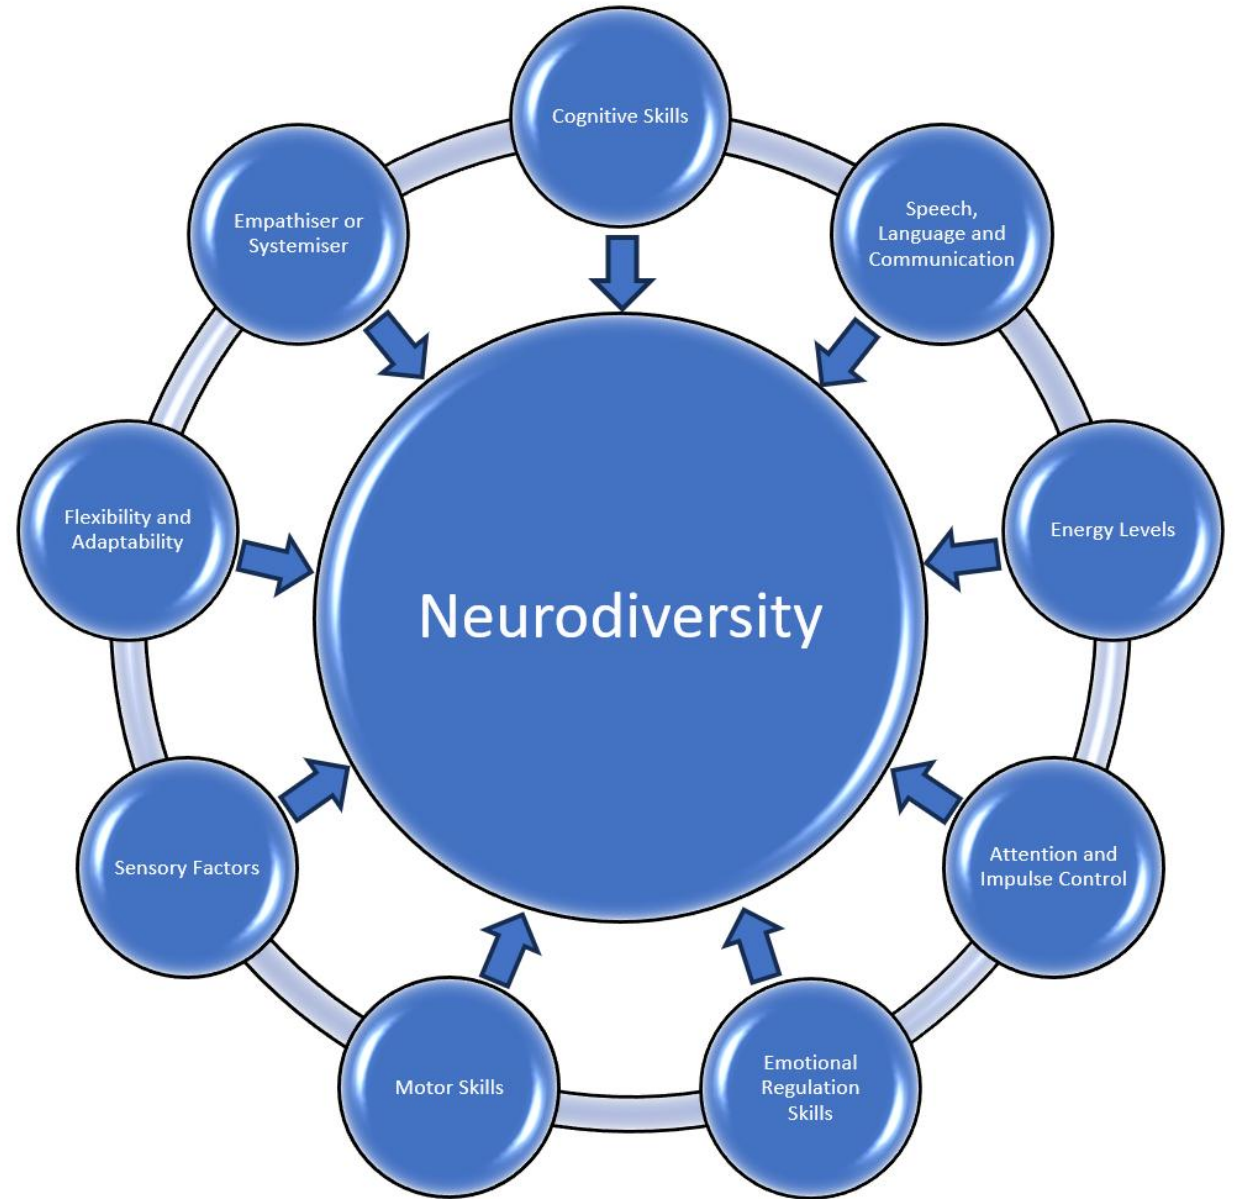 Cognitive Skills
Speech,
Language and
Communication
Energy Levels
Attention and
Impulse Control
Emotional
Regulation
Skills
Motor Skills
Sensory Factors
Flexibility and
Adaptability
Empathiser or
Systemiser
Neurodiversity